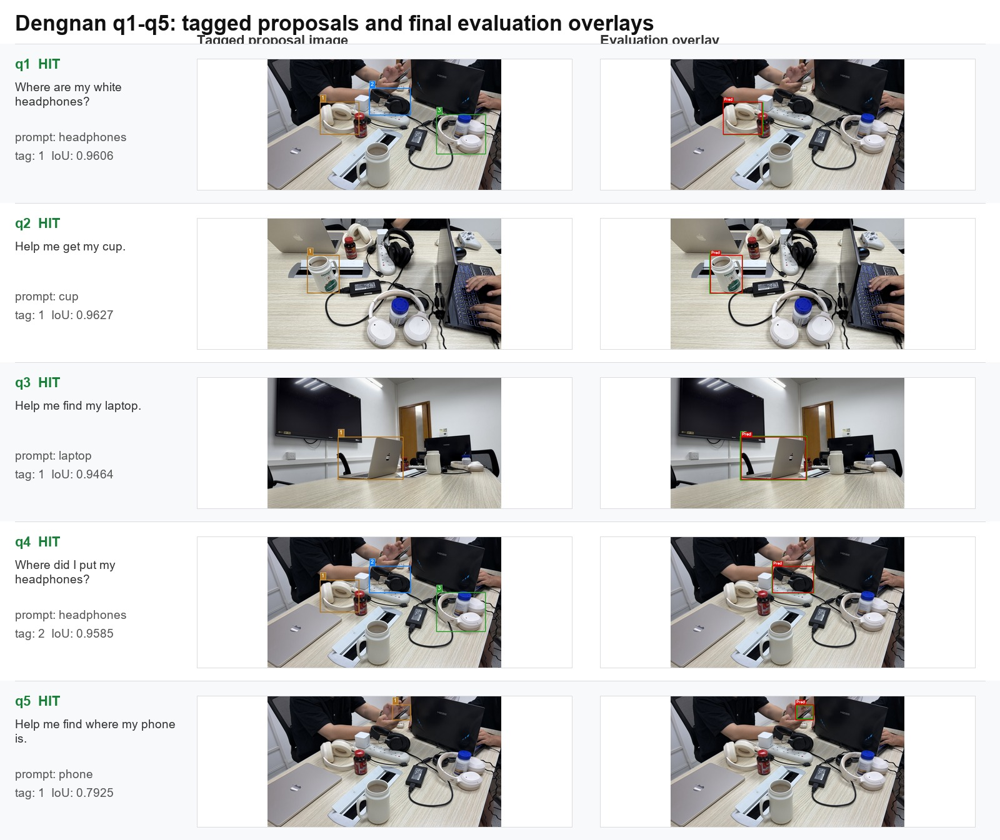 Dengnan q1-q5: tagged proposals and final evaluation overlays
Tagged proposal image
Evaluation overlay
q1 HIT
Where are my white
headphones?
prompt: headphones
tag: 1 IoU: 0.9606
1
2
3
Pred
q2 HIT
Help me get my cup.
prompt: cup
tag: 1 IoU: 0.9627
1
Pred
q3 HIT
Help me find my laptop.
prompt: laptop
tag: 1 IoU: 0.9464
1
Pred
q4 HIT
Where did I put my
headphones?
prompt: headphones
tag: 2 IoU: 0.9585
1
2
3
Pred
q5 HIT
Help me find where my phone
is.
prompt: phone
tag: 1 IoU: 0.7925
1
Pred